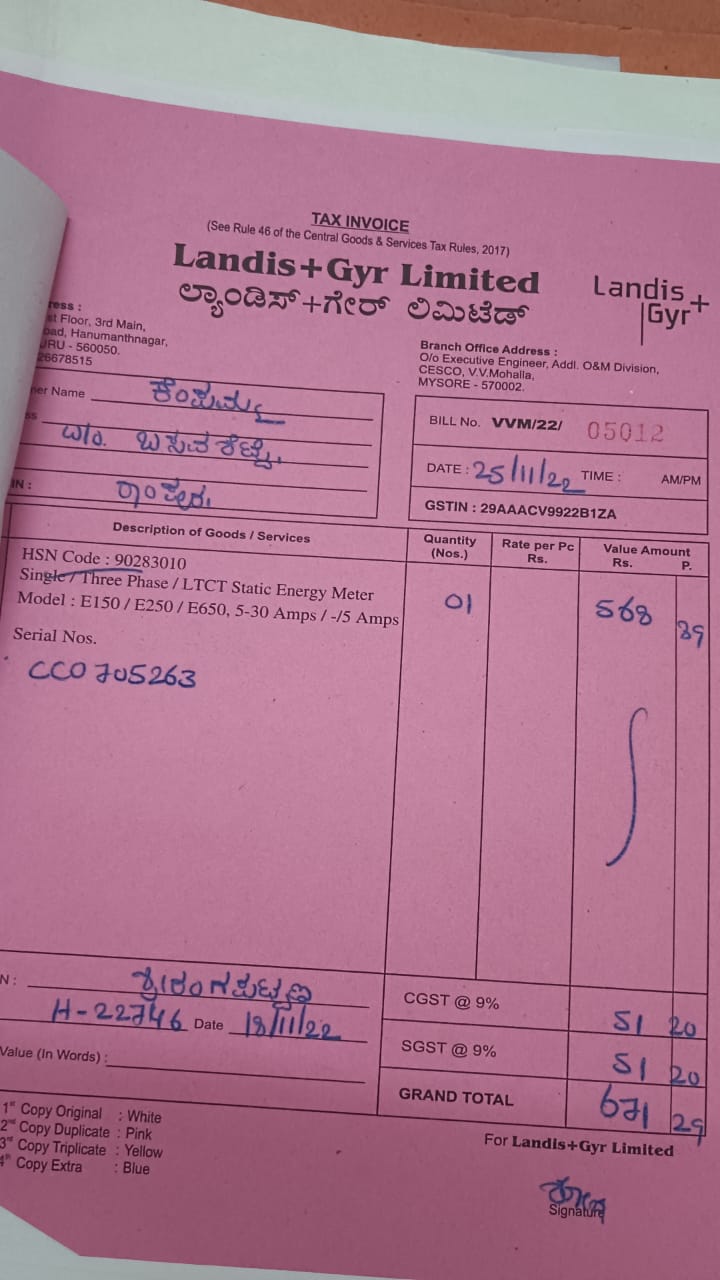 TAX INVOICE
(See Rule 46 of the Central Goods & Services Tax Rules, 2017)
Landis+Gyr Limited
ಲ್ಯಾಂಡಿಸ್+ಗೇರ್ ಲಿಮಿಟೆಡ್
Landis+
Gyr
ress :
st Floor, 3rd Main,
oad, Hanumanthnagar,
URU - 560050.
26678515
Branch Office Address :
O/o Executive Engineer, Addl. O&M Division,
CESCO, V.V.Mohalla,
MYSORE - 570002.
ner Name ಕೆಂಪಮ್ಮ
ss
ಬಸವಶೆಟ್ಟಿ,
IN :
BILL No. VVM/22/ 05012
DATE : 25/11/22 TIME : AM/PM
GSTIN : 29AAACV9922B1ZA
Description of Goods / Services Quantity (Nos.) Rate per Pc Rs. Value Amount Rs. P.
HSN Code : 90283010
Single / Three Phase / LTCT Static Energy Meter
Model : E150 / E250 / E650, 5-30 Amps / -/5 Amps 01 568 89
Serial Nos.
CC0705263
N : ಶ್ರೀರಂಗಪಟ್ಟಣ
H-22746 Date 18/11/22
Value (In Words) :
CGST @ 9% 51 20
SGST @ 9% 51 20
GRAND TOTAL 671 29
1st Copy Original : White
2nd Copy Duplicate : Pink
3rd Copy Triplicate : Yellow
4th Copy Extra : Blue
For Landis+Gyr Limited
Signature